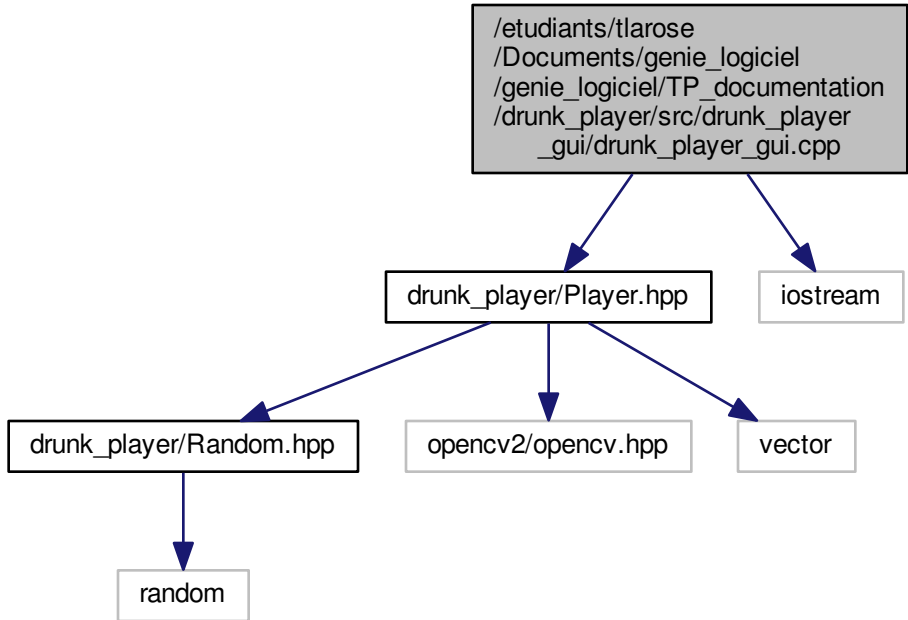 /etudiants/tlarose
/Documents/genie_logiciel
/genie_logiciel/TP_documentation
/drunk_player/src/drunk_player
_gui/drunk_player_gui.cpp
drunk_player/Player.hpp
iostream
drunk_player/Random.hpp
opencv2/opencv.hpp
vector
random